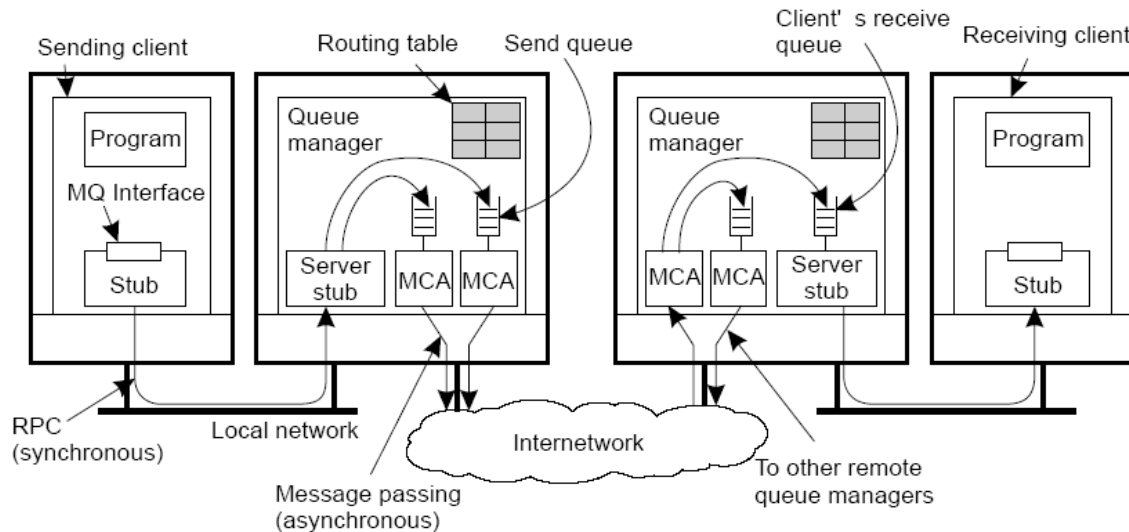 Sending client
Routing table
Send queue
Client' s receive
queue
Receiving client
Program
MQ Interface
Stub
Queue
manager
Server
stub
MCA
MCA
Queue
manager
MCA
MCA
Server
stub
Program
Stub
RPC
(synchronous)
Local network
Message passing
(asynchronous)
Internetwork
To other remote
queue managers